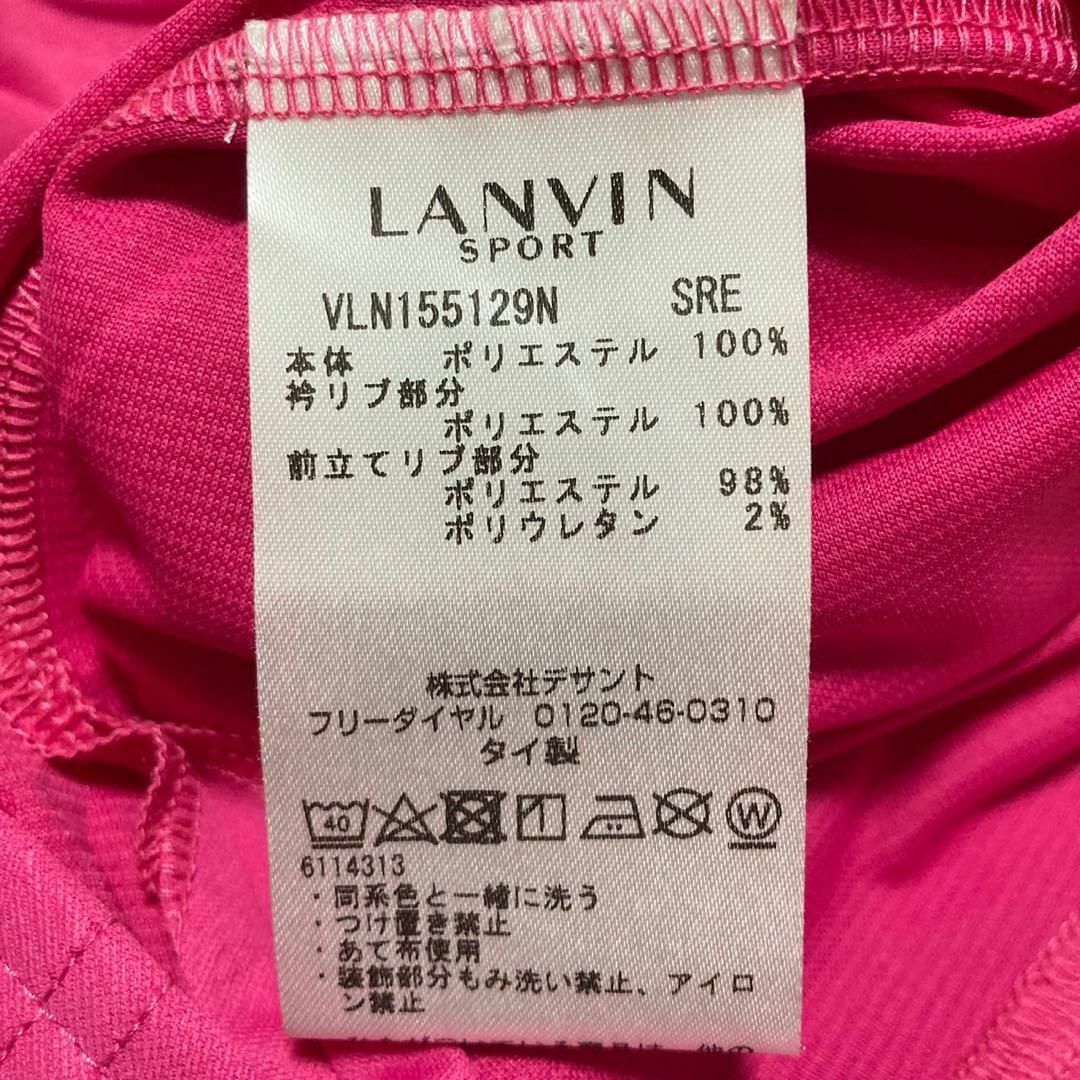 LANVIN
SPORT
VLN155129N SRE
本体 ポリエステル 100%
衿リブ部分
ポリエステル 100%
前立てリブ部分
ポリエステル 98%
ポリウレタン 2%
株式会社デサント
フリーダイヤル 0120-46-0310
タイ製
40 W
6114313
・同系色と一緒に洗う
・つけ置き禁止
・あて布使用
・装飾部分もみ洗い禁止、アイロ
ン禁止